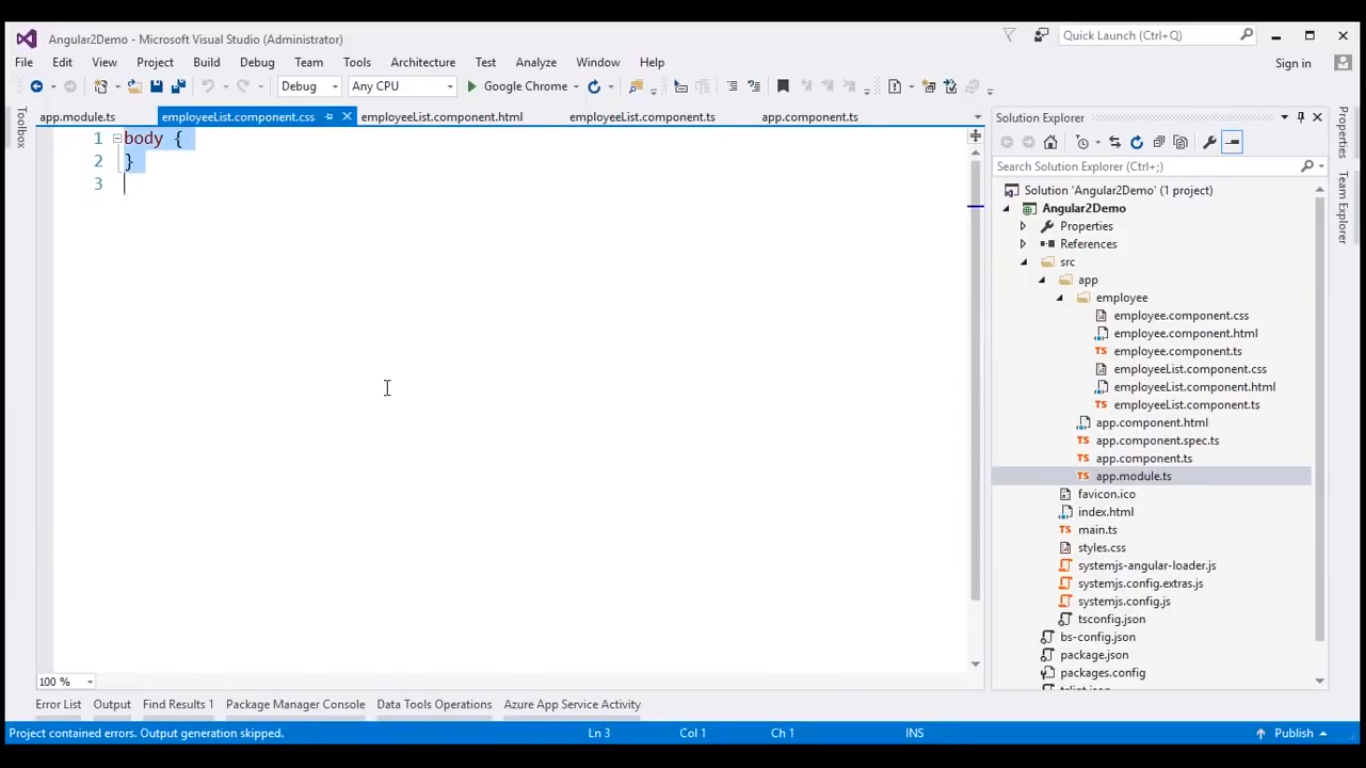 Angular2Demo - Microsoft Visual Studio (Administrator)
Quick Launch (Ctrl+Q)
File Edit View Project Build Debug Team Tools Architecture Test Analyze Window Help
Sign in
Debug Any CPU Google Chrome
Toolbox
app.module.ts employeeList.component.css employeeList.component.html employeeList.component.ts app.component.ts
1 body {
2 }
3
100 %
Solution Explorer
Search Solution Explorer (Ctrl+;)
Solution 'Angular2Demo' (1 project)
Angular2Demo
Properties
References
src
app
employee
employee.component.css
employee.component.html
TS employee.component.ts
employeeList.component.css
employeeList.component.html
TS employeeList.component.ts
app.component.html
TS app.component.spec.ts
TS app.component.ts
TS app.module.ts
favicon.ico
index.html
TS main.ts
styles.css
systemjs-angular-loader.js
systemjs.config.extras.js
systemjs.config.js
tsconfig.json
bs-config.json
package.json
packages.config
Properties
Team Explorer
Error List Output Find Results 1 Package Manager Console Data Tools Operations Azure App Service Activity
Project contained errors. Output generation skipped. Ln 3 Col 1 Ch 1 INS Publish